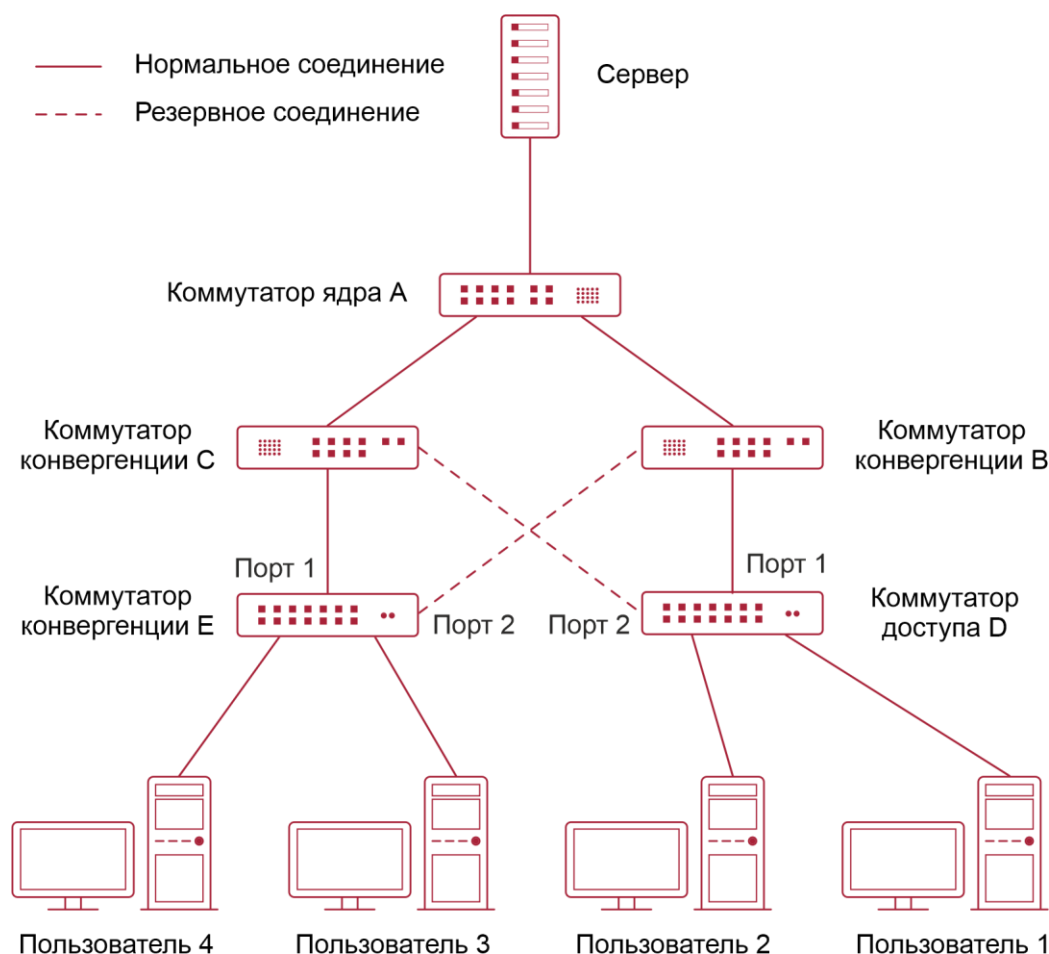 Нормальное соединение
Резервное соединение
Сервер
Коммутатор ядра A
Коммутатор
конвергенции C
Коммутатор
конвергенции B
Порт 1
Порт 1
Коммутатор
конвергенции E
Порт 2
Порт 2
Коммутатор
доступа D
Пользователь 4
Пользователь 3
Пользователь 2
Пользователь 1